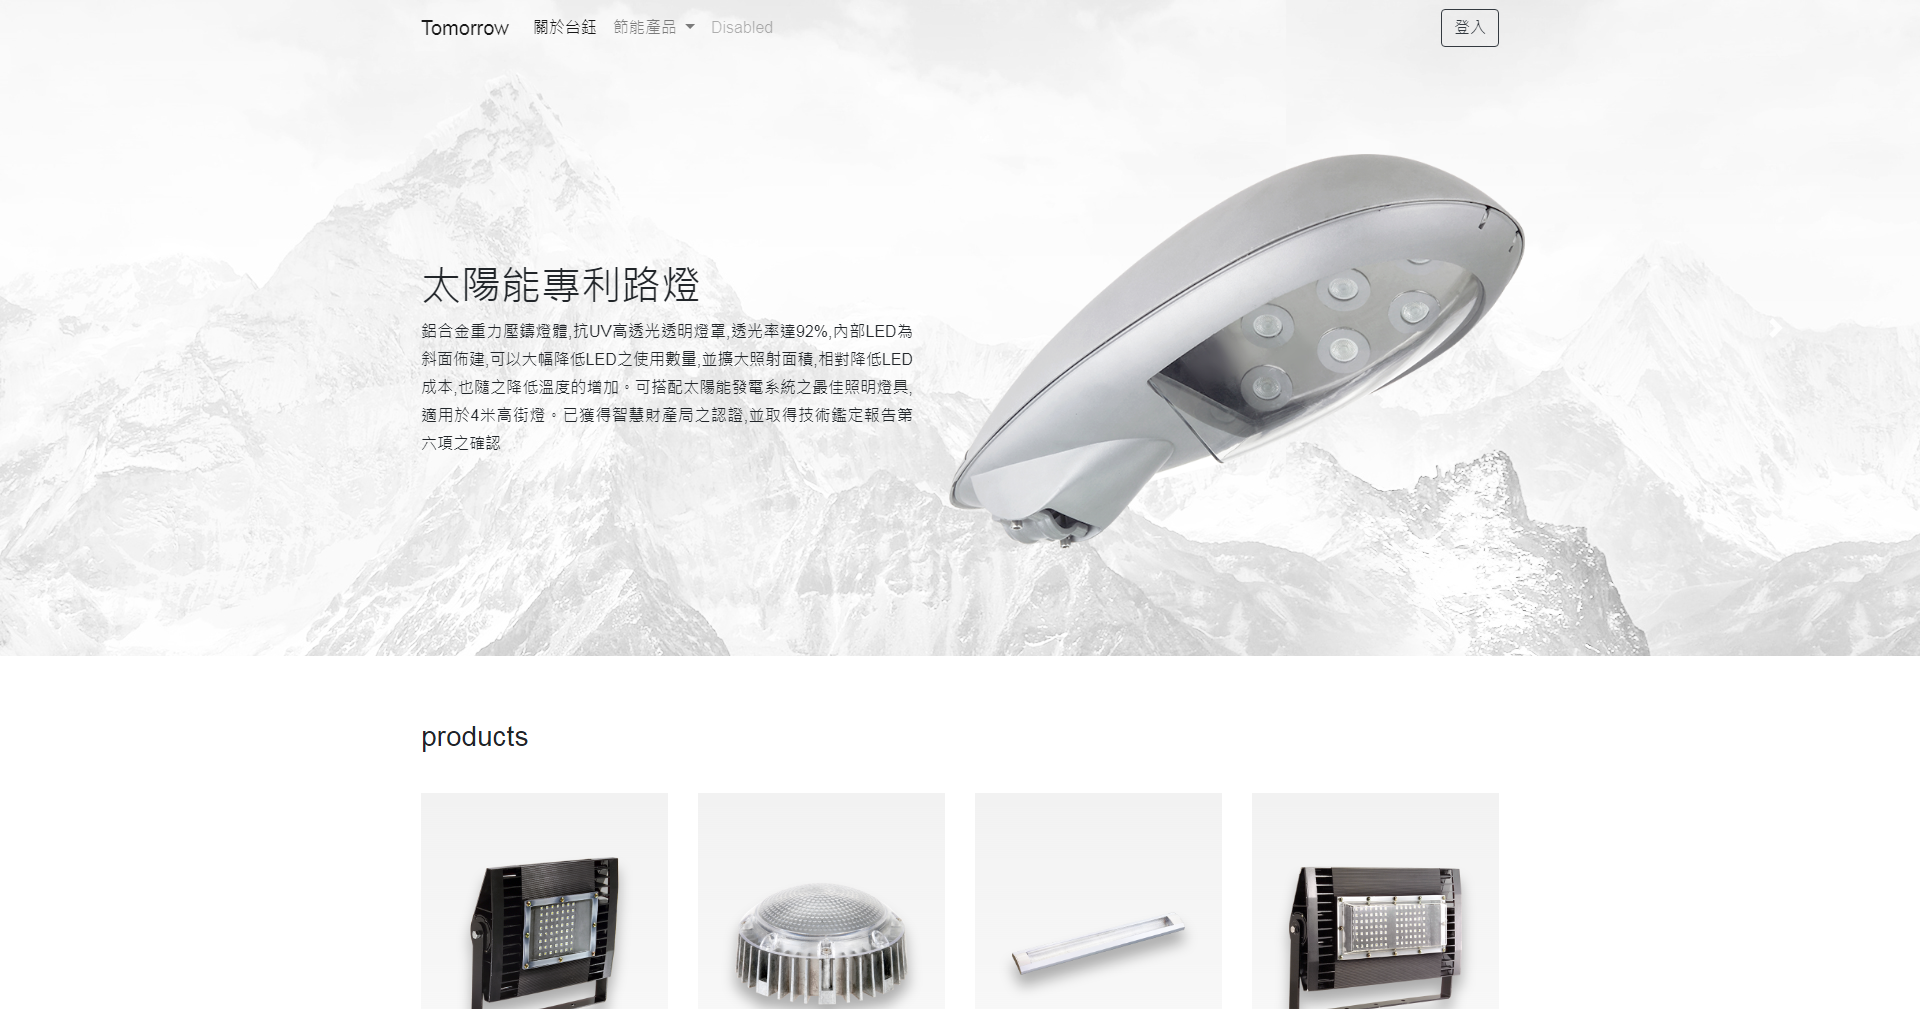 Tomorrow 關於台鈺 節能產品 Disabled 登入
太陽能專利路燈
鋁合金重力壓鑄燈體,抗UV高透光透明燈罩,透光率達92%,內部LED為
斜面佈建,可以大幅降低LED之使用數量,並擴大照射面積,相對降低LED
成本,也隨之降低溫度的增加。可搭配太陽能發電系統之最佳照明燈具,
適用於4米高街燈。已獲得智慧財產局之認證,並取得技術鑑定報告第
六項之確認
products